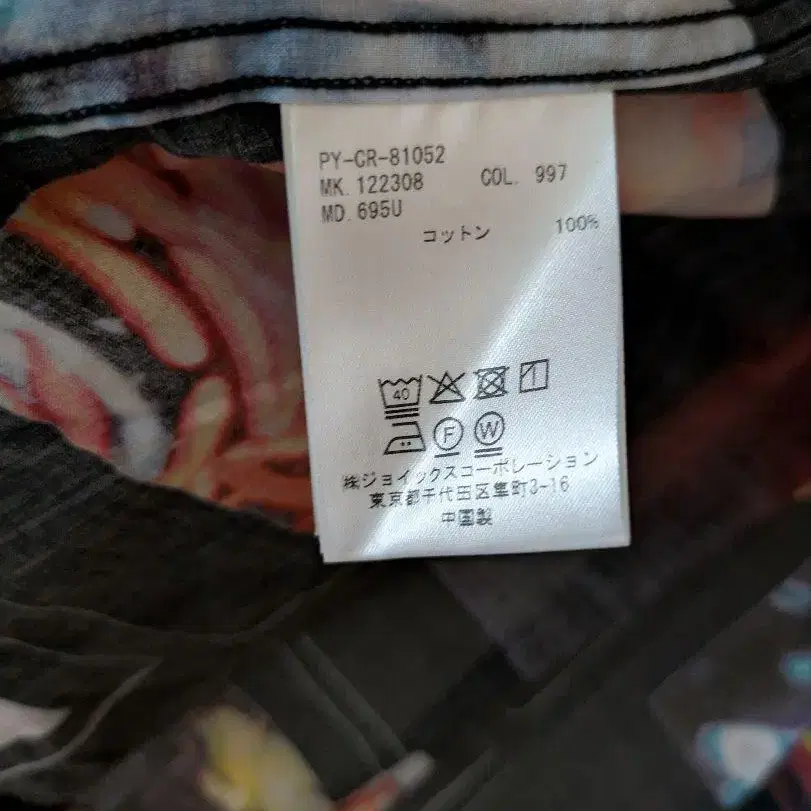 PY-CR-81052
MK. 122308 COL. 997
MD. 695U
コットン 100%
40
F W
㈱ジョイックスコーポレーション
東京都千代田区隼町3-16
中国製